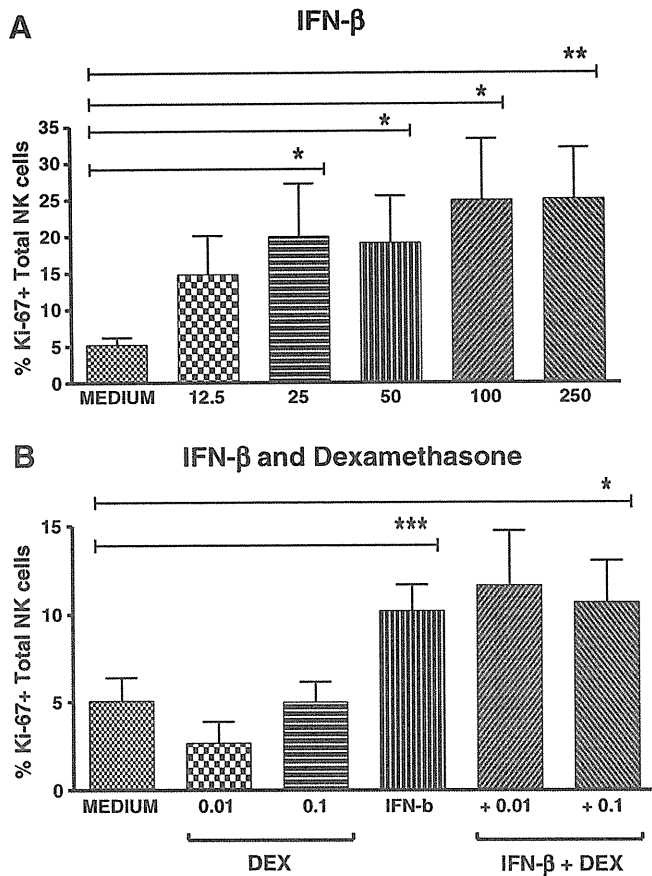 A
IFN-β
**
*
*
*
% Ki-67+ Total NK cells
35
30
25
20
15
10
5
0
MEDIUM 12.5 25 50 100 250
B
IFN-β and Dexamethasone
*
***
% Ki-67+ Total NK cells
15
10
5
0
MEDIUM 0.01 0.1 IFN-b + 0.01 + 0.1
DEX IFN-β + DEX